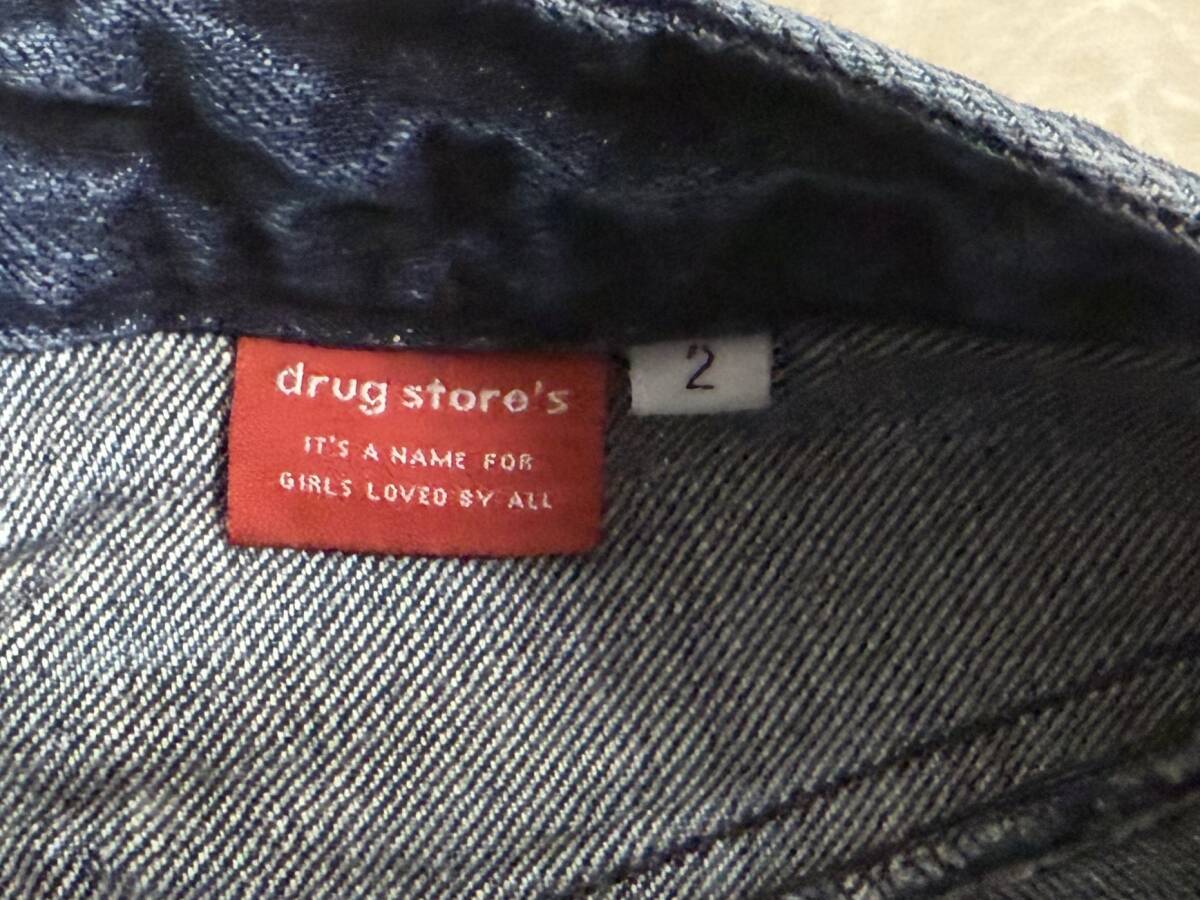 drug store's
IT'S A NAME FOR
GIRLS LOVED BY ALL
2